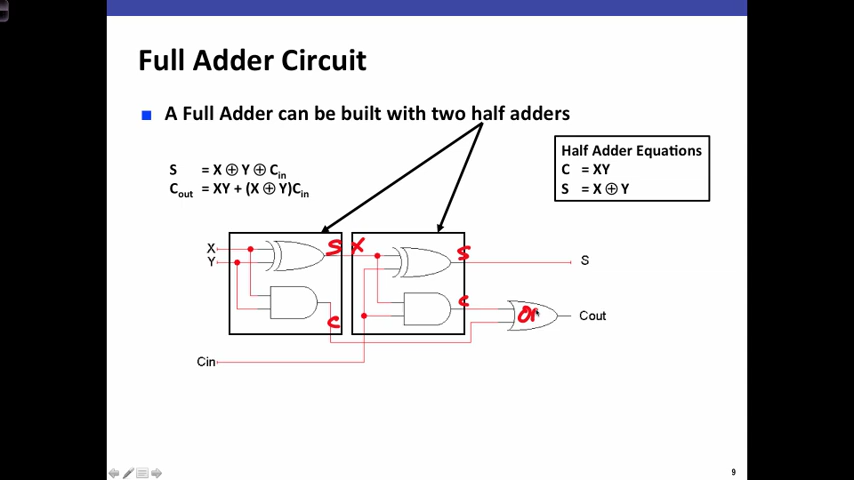 Full Adder Circuit
A Full Adder can be built with two half adders
S = X ⊕ Y ⊕ Cin
Cout = XY + (X ⊕ Y)Cin
Half Adder Equations
C = XY
S = X ⊕ Y
X
Y
S
X
S
S
C
C
or
Cout
Cin
9